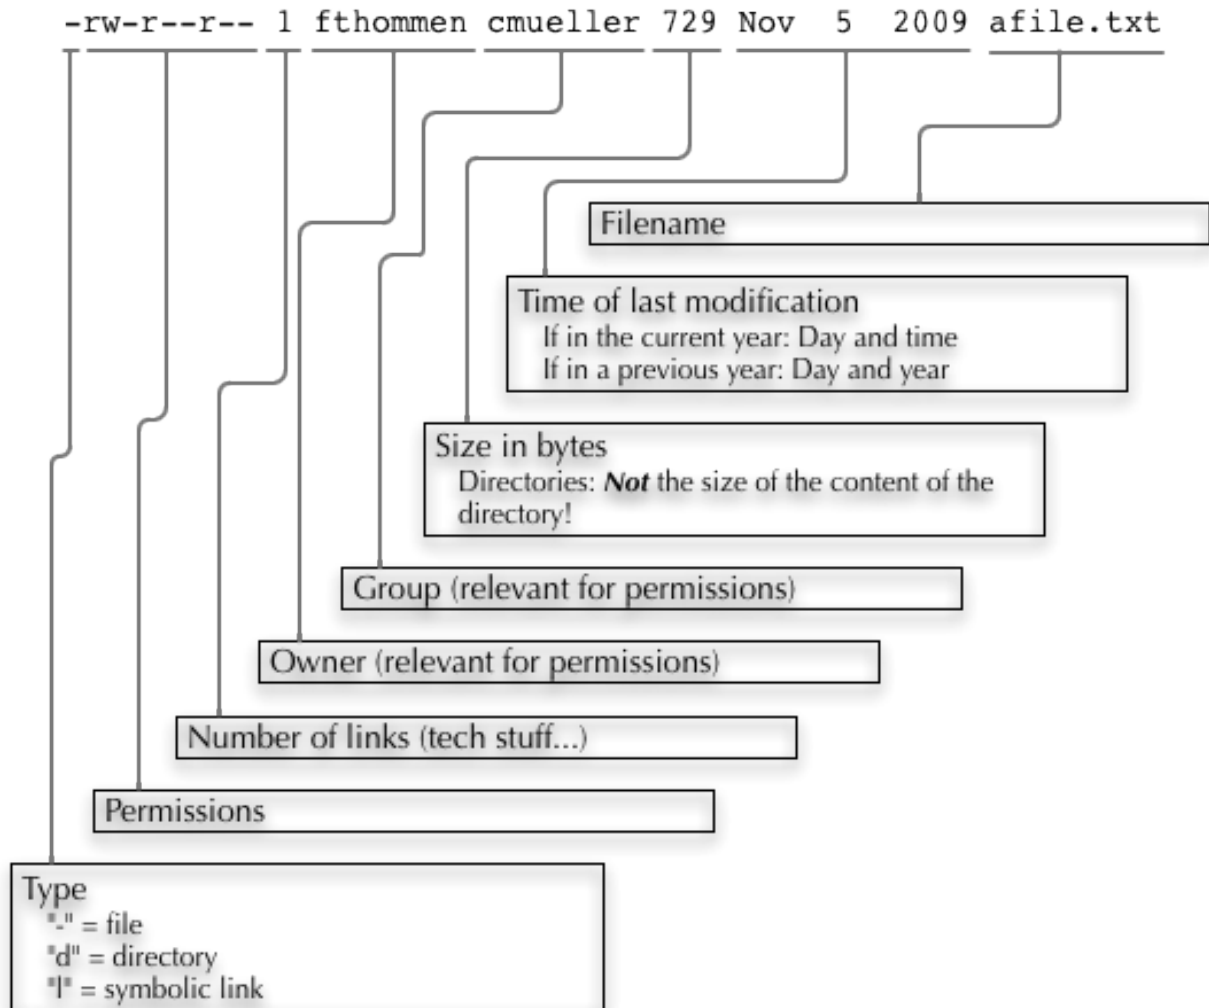 -rw-r--r-- 1 fthommen cmueller 729 Nov  5  2009 afile.txt
Filename
Time of last modification
If in the current year: Day and time
If in a previous year: Day and year
Size in bytes
Directories: Not the size of the content of the
directory!
Group (relevant for permissions)
Owner (relevant for permissions)
Number of links (tech stuff...)
Permissions
Type
"-" = file
"d" = directory
"l" = symbolic link